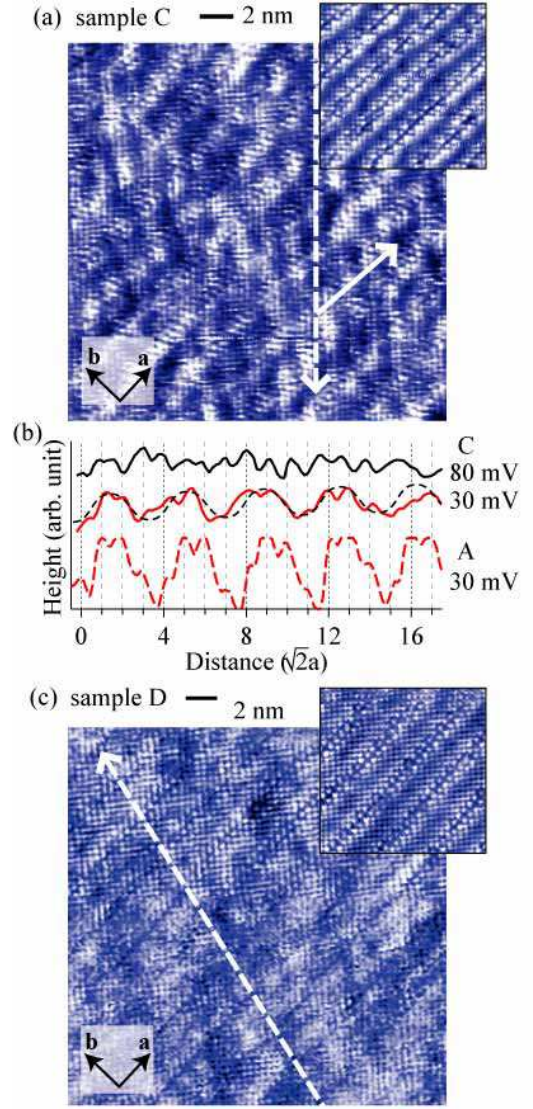 (a) sample C 2 nm
b a
(b)
Height (arb. unit)
C
80 mV
30 mV
A
30 mV
0 4 8 12 16
Distance (√2a)
(c) sample D 2 nm
b a